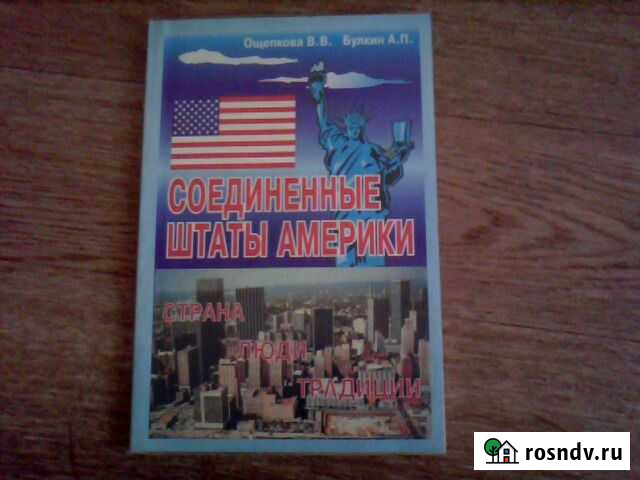 Ощепкова В.В. Булкин А.П.
СОЕДИНЕННЫЕ
ШТАТЫ АМЕРИКИ
СТРАНА
ЛЮДИ
ТРАДИЦИИ
rosndv.ru